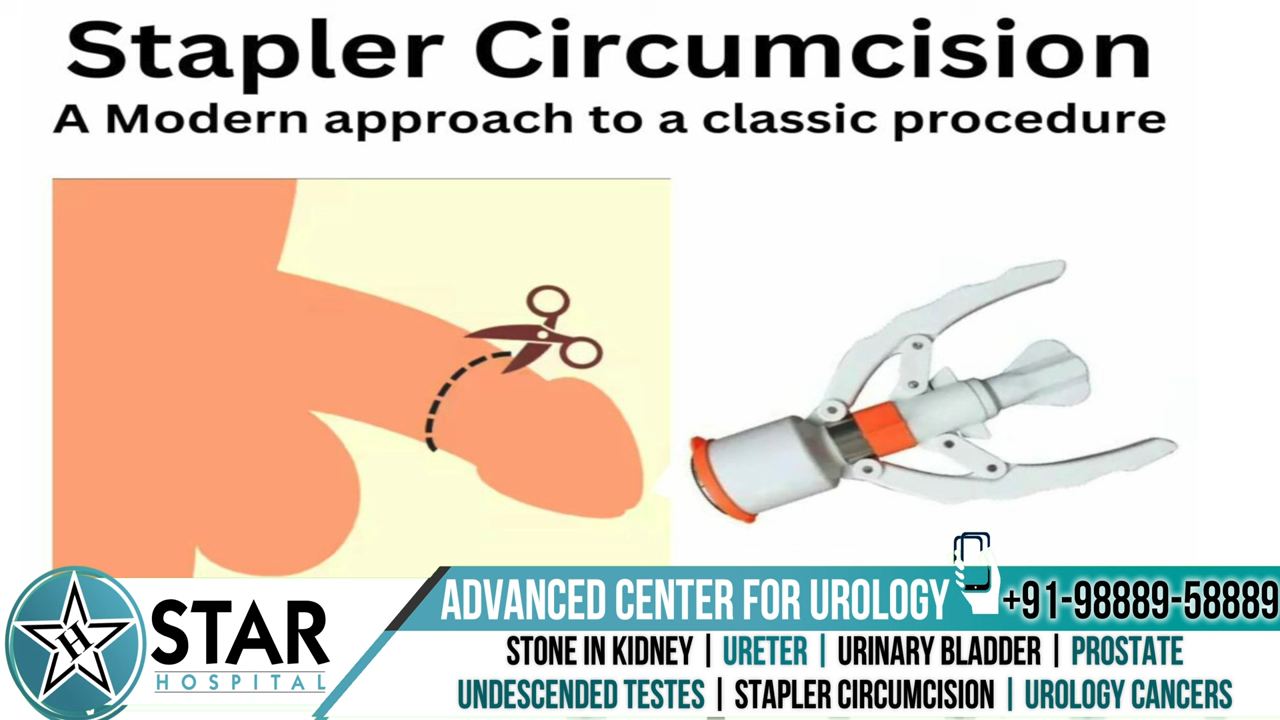 Stapler Circumcision
A Modern approach to a classic procedure
H
STAR
HOSPITAL
ADVANCED CENTER FOR UROLOGY
+91-98889-58889
STONE IN KIDNEY | URETER | URINARY BLADDER | PROSTATE
UNDESCENDED TESTES | STAPLER CIRCUMCISION | UROLOGY CANCERS